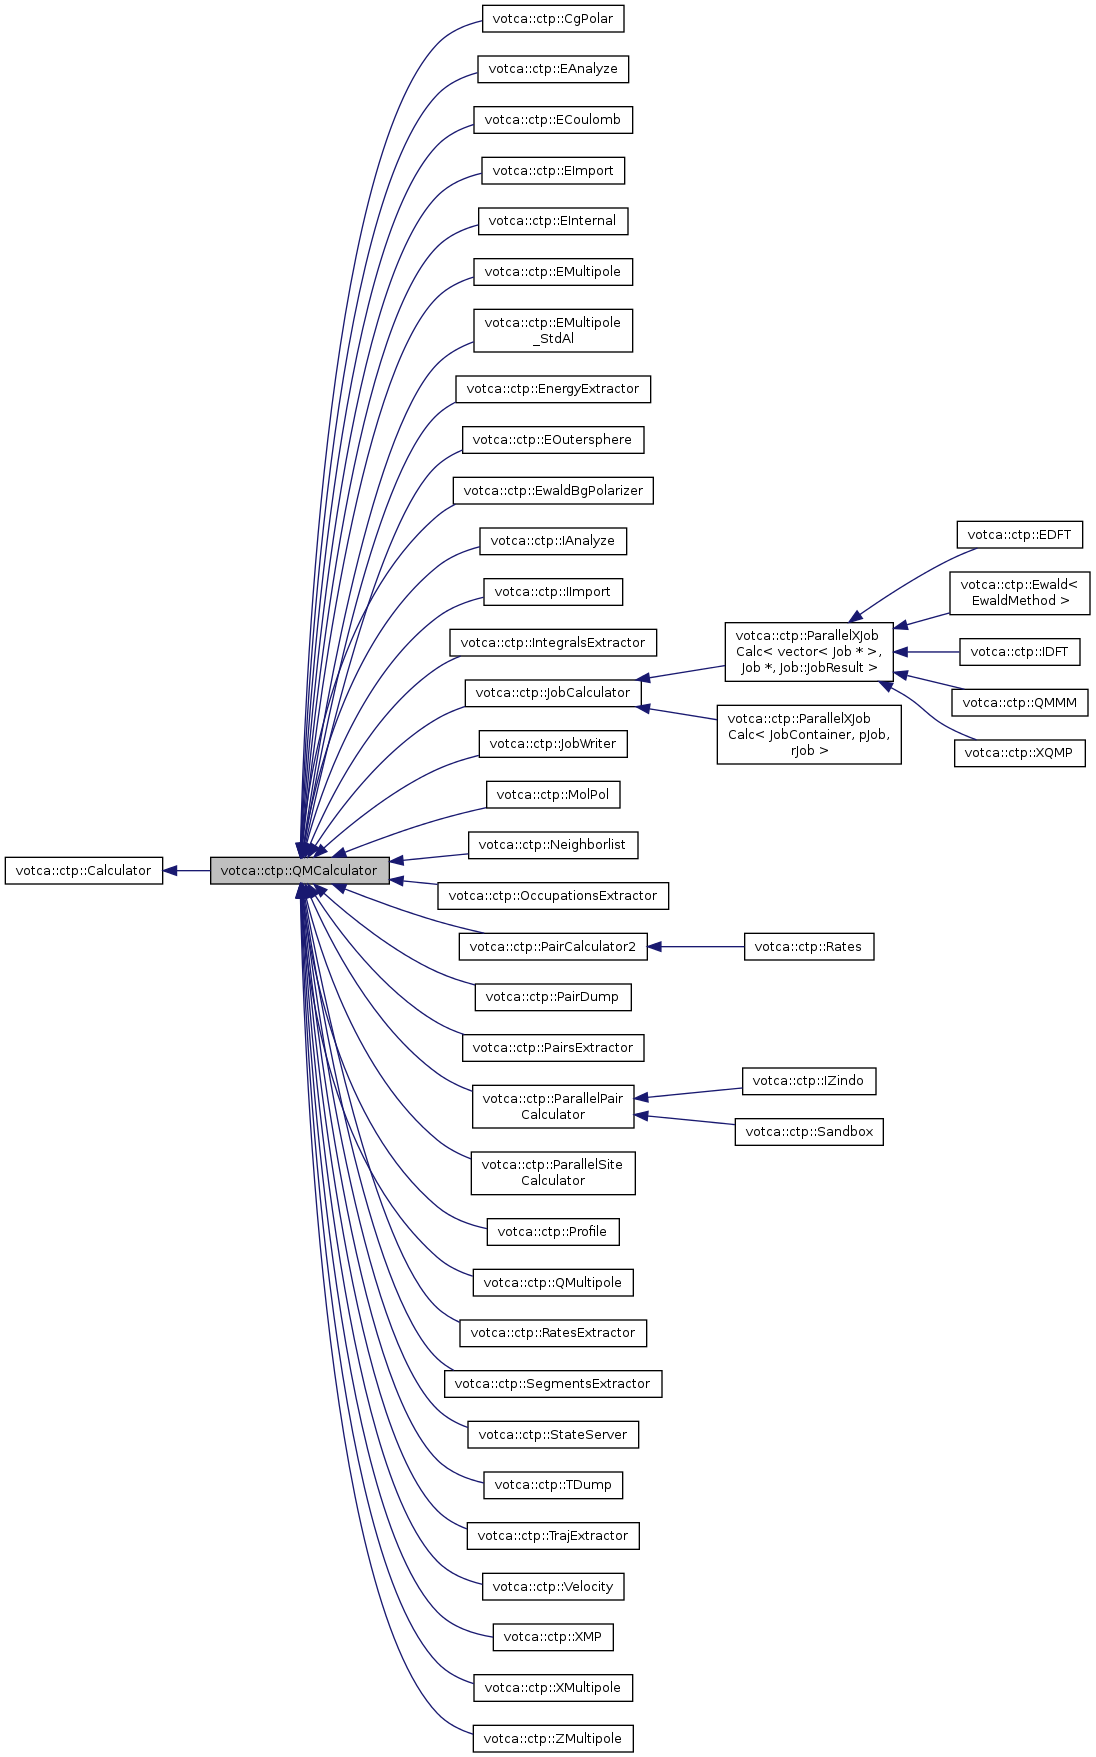 votca::ctp::CgPolar
votca::ctp::EAnalyze
votca::ctp::ECoulomb
votca::ctp::EImport
votca::ctp::EInternal
votca::ctp::EMultipole
votca::ctp::EMultipole
_StdAl
votca::ctp::EnergyExtractor
votca::ctp::EOutersphere
votca::ctp::EwaldBgPolarizer
votca::ctp::IAnalyze
votca::ctp::IImport
votca::ctp::IntegralsExtractor
votca::ctp::JobCalculator
votca::ctp::JobWriter
votca::ctp::MolPol
votca::ctp::Neighborlist
votca::ctp::Calculator
votca::ctp::QMCalculator
votca::ctp::OccupationsExtractor
votca::ctp::PairCalculator2
votca::ctp::PairDump
votca::ctp::PairsExtractor
votca::ctp::ParallelPair
Calculator
votca::ctp::ParallelSite
Calculator
votca::ctp::Profile
votca::ctp::QMultipole
votca::ctp::RatesExtractor
votca::ctp::SegmentsExtractor
votca::ctp::StateServer
votca::ctp::TDump
votca::ctp::TrajExtractor
votca::ctp::Velocity
votca::ctp::XMP
votca::ctp::XMultipole
votca::ctp::ZMultipole
votca::ctp::ParallelXJob
Calc< vector< Job * >,
Job *, Job::JobResult >
votca::ctp::ParallelXJob
Calc< JobContainer, pJob,
rJob >
votca::ctp::Rates
votca::ctp::IZindo
votca::ctp::Sandbox
votca::ctp::EDFT
votca::ctp::Ewald<
EwaldMethod >
votca::ctp::IDFT
votca::ctp::QMMM
votca::ctp::XQMP